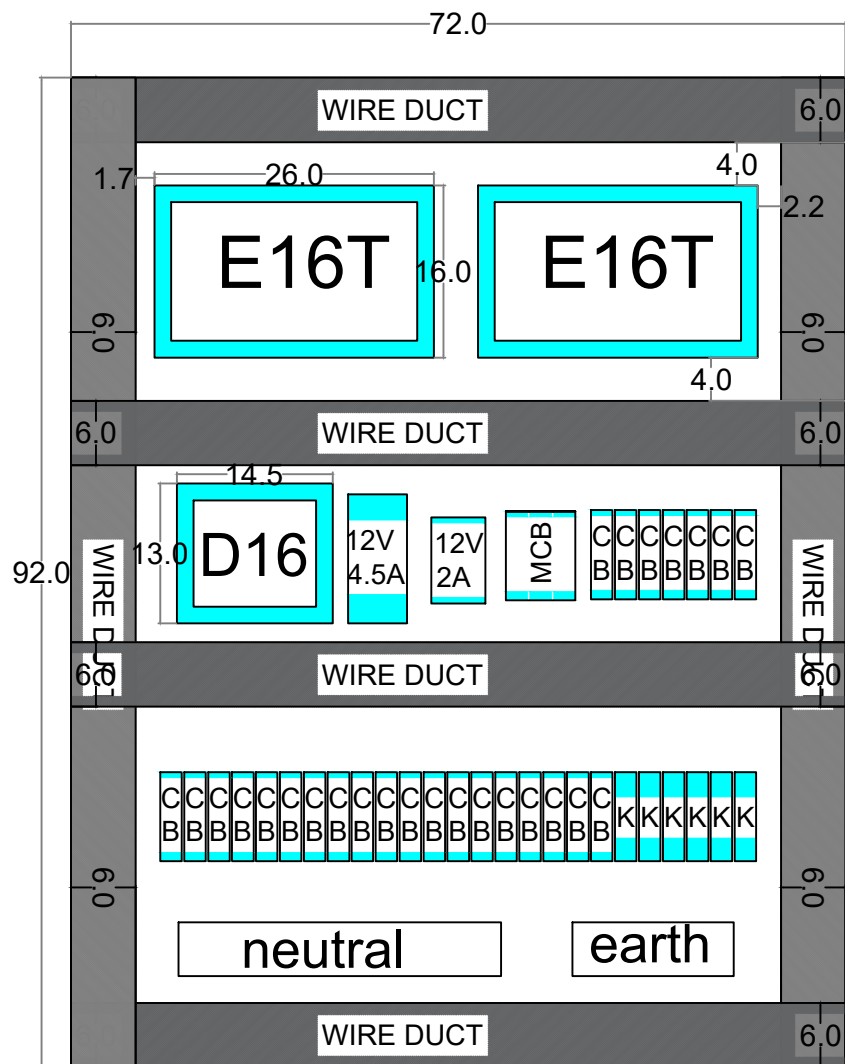 72.0
WIRE DUCT
6.0
1.7
26.0
4.0
2.2
E16T
16.0
E16T
6.0
6.0
4.0
6.0
WIRE DUCT
6.0
92.0
WIRE DUCT
14.5
13.0
D16
12V
4.5A
12V
2A
MCB
C C C C C C C
B B B B B B B
WIRE DUCT
6.0
WIRE DUCT
6.0
C C C C C C C C C C C C C C C C C C C
K K K K K K
B B B B B B B B B B B B B B B B B B B
6.0
6.0
neutral
earth
WIRE DUCT
6.0